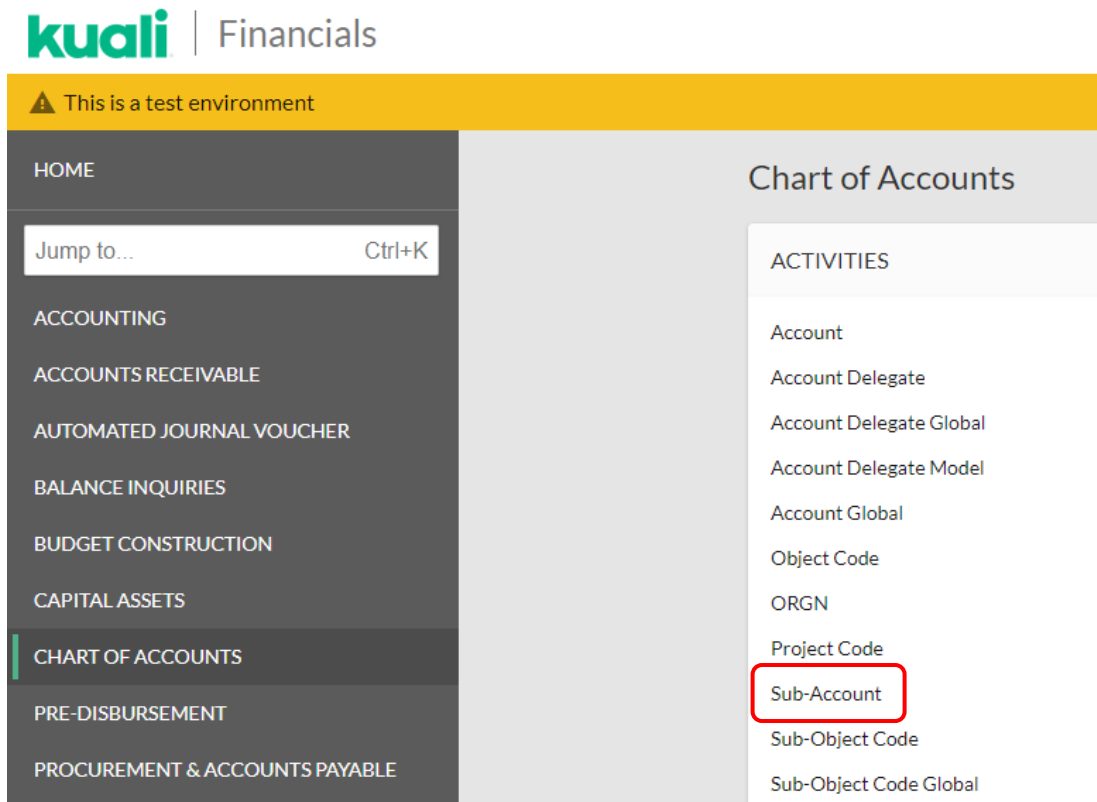 kuali Financials
This is a test environment
HOME
Jump to... Ctrl+K
ACCOUNTING
ACCOUNTS RECEIVABLE
AUTOMATED JOURNAL VOUCHER
BALANCE INQUIRIES
BUDGET CONSTRUCTION
CAPITAL ASSETS
CHART OF ACCOUNTS
PRE-DISBURSEMENT
PROCUREMENT & ACCOUNTS PAYABLE
Chart of Accounts
ACTIVITIES
Account
Account Delegate
Account Delegate Global
Account Delegate Model
Account Global
Object Code
ORGN
Project Code
Sub-Account
Sub-Object Code
Sub-Object Code Global